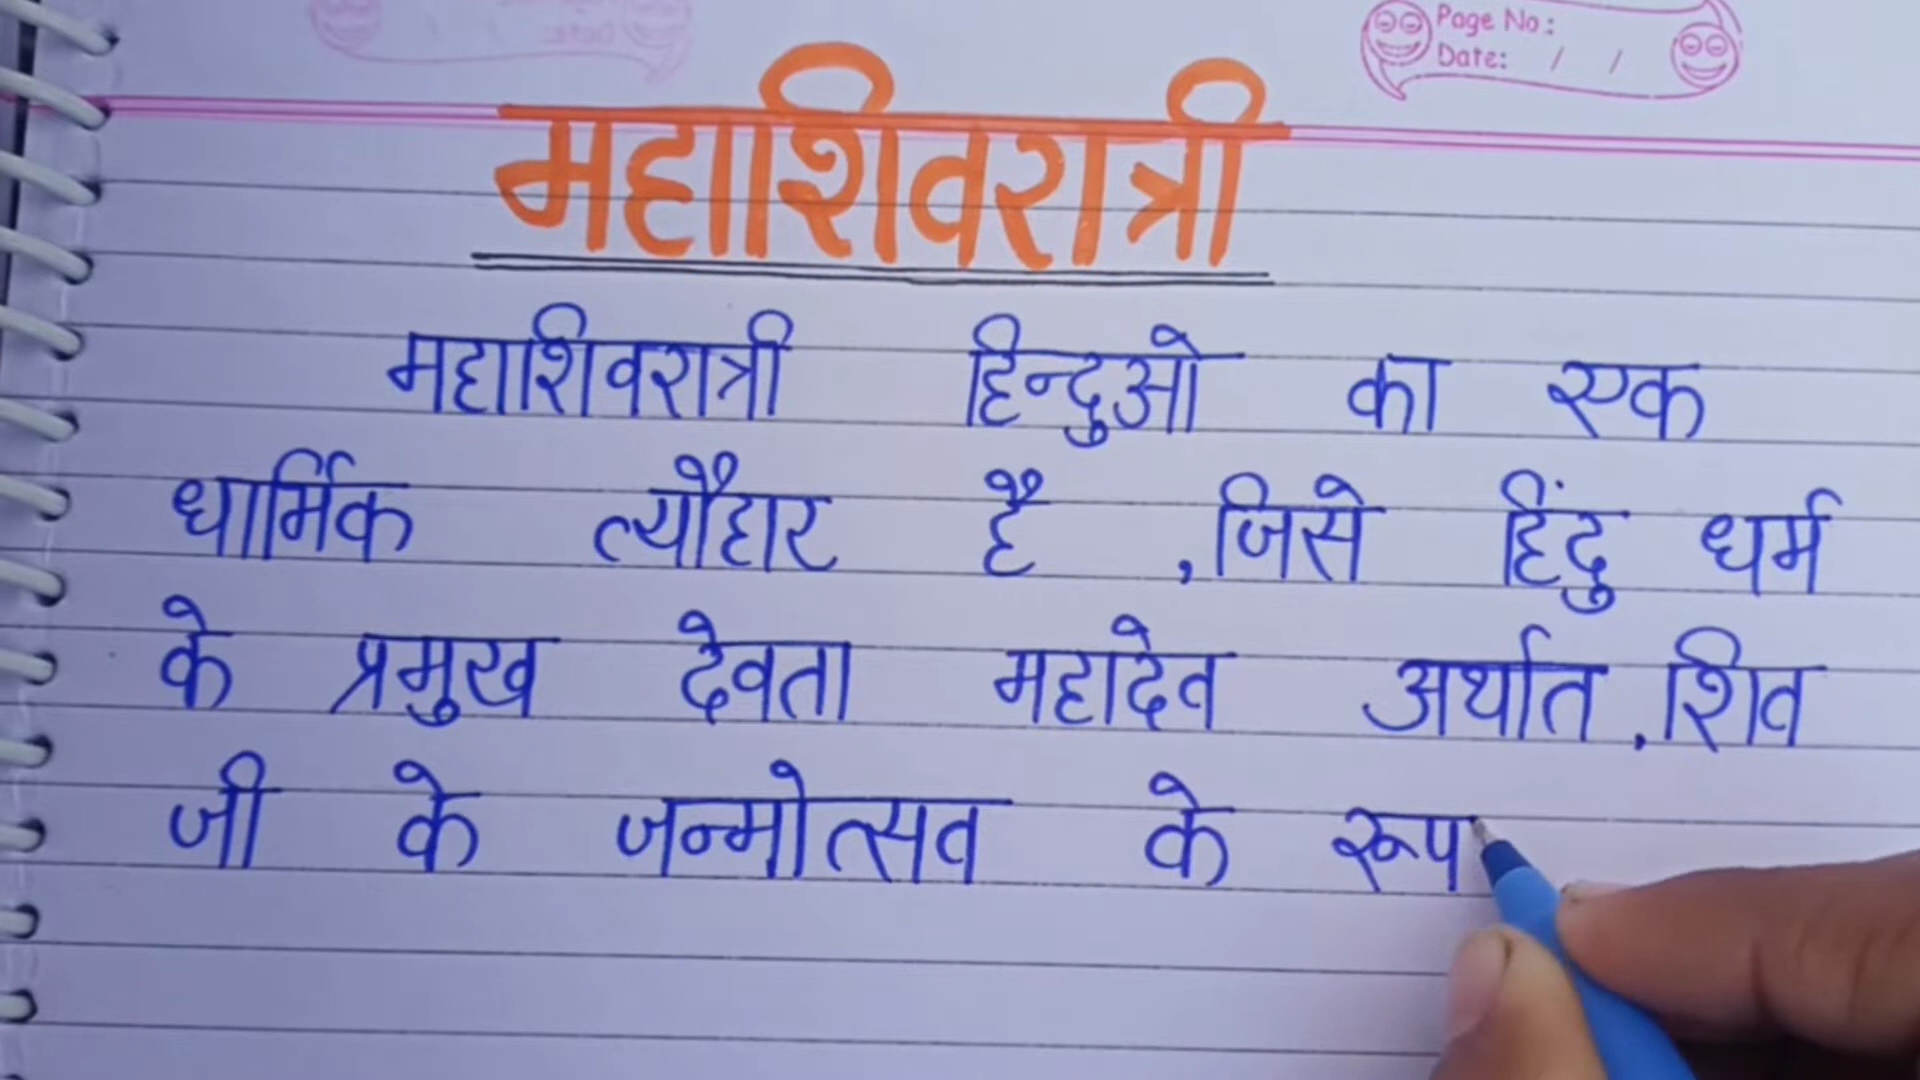 Page No:
Date: / /
महाशिवरात्री
महाशिवरात्री हिन्दुओ का एक
धार्मिक त्यौहार है ,जिसे हिंदु धर्म
के प्रमुख देवता महादेव अर्थात ,शिव
जी के जन्मोत्सव के रूप